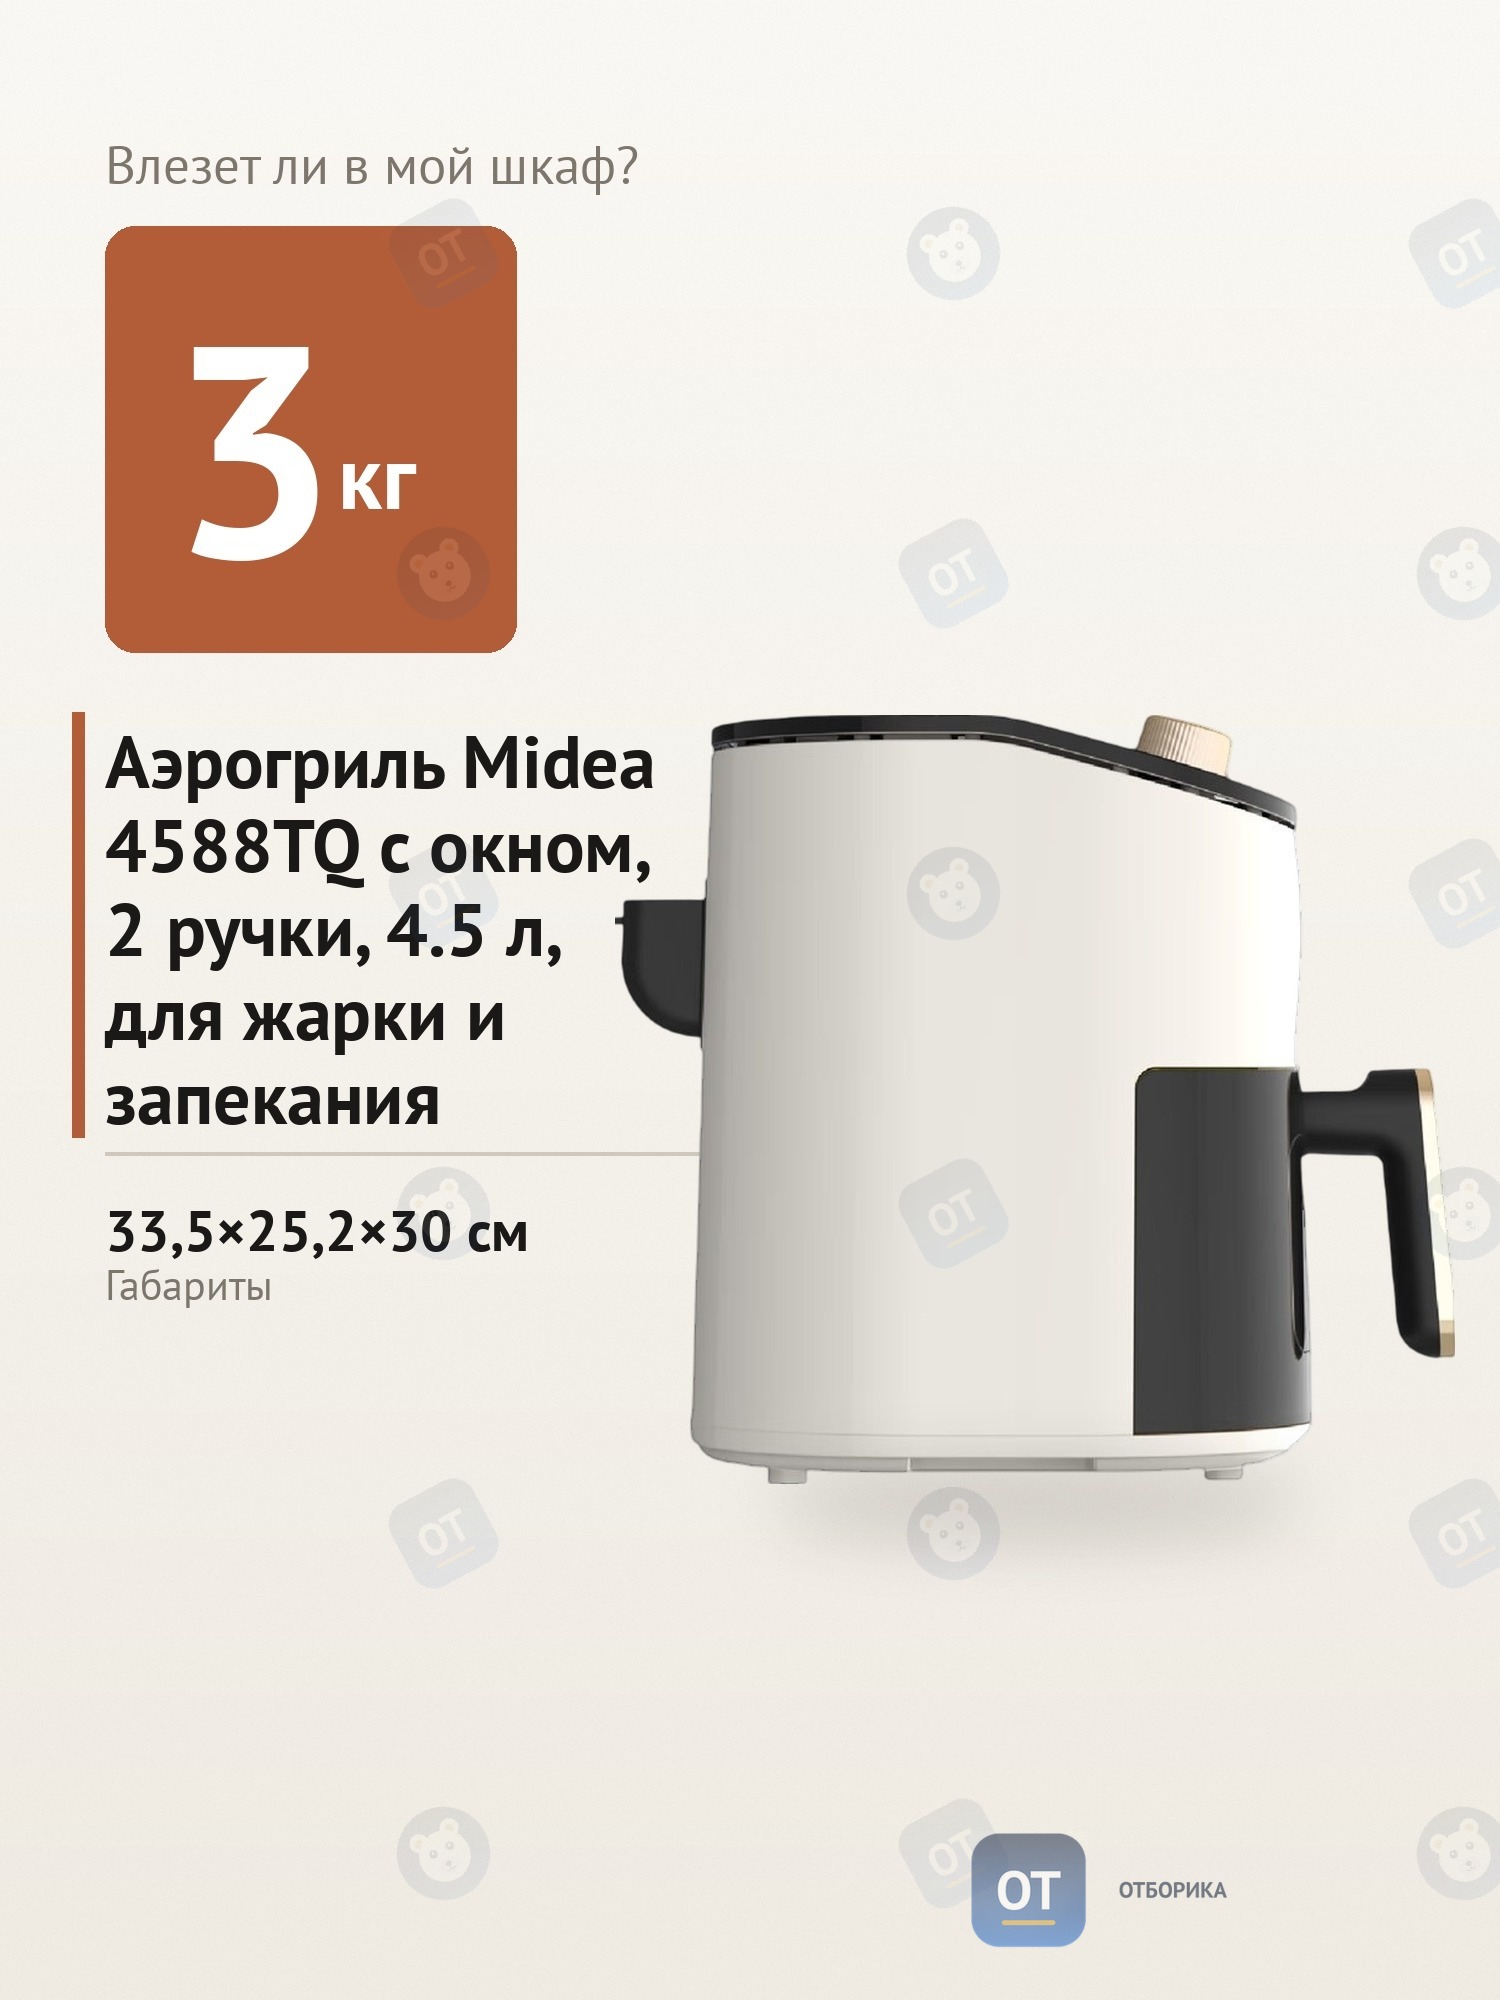 Влезет ли в мой шкаф?
3 кг
Аэрогриль Midea
4588TQ с окном,
2 ручки, 4.5 л,
для жарки и
запекания
33,5×25,2×30 см
Габариты
ОТ
ОТБОРИКА